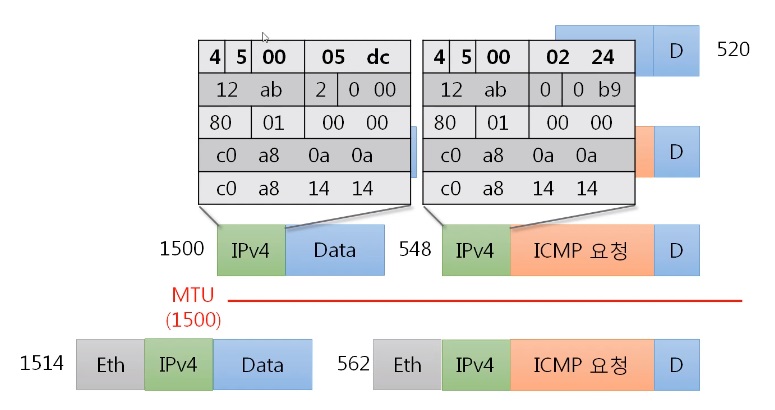 4 5 00 05 dc
12 ab 2 0 00
80 01 00 00
c0 a8 0a 0a
c0 a8 14 14
4 5 00 02 24
12 ab 0 0 b9
80 01 00 00
c0 a8 0a 0a
c0 a8 14 14
D 520
D
1500 IPv4 Data 548 IPv4 ICMP 요청 D
MTU
(1500)
1514 Eth IPv4 Data 562 Eth IPv4 ICMP 요청 D